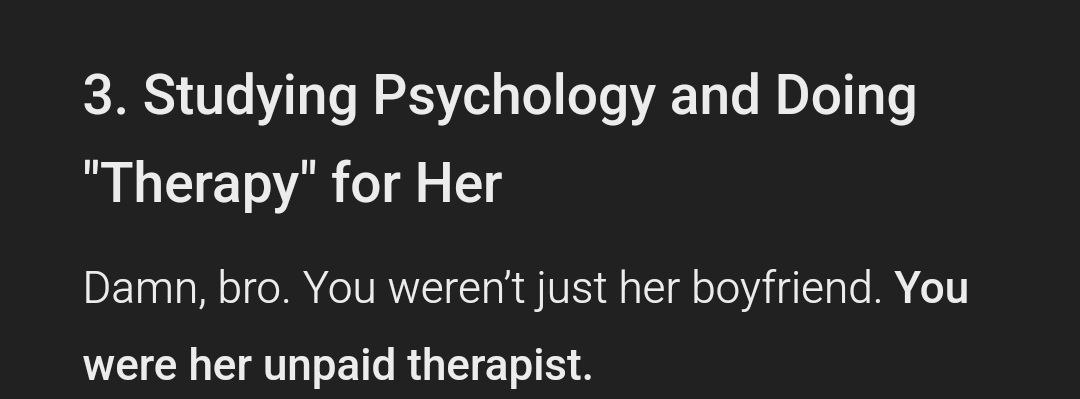 3. Studying Psychology and Doing
"Therapy" for Her
Damn, bro. You weren’t just her boyfriend. You
were her unpaid therapist.